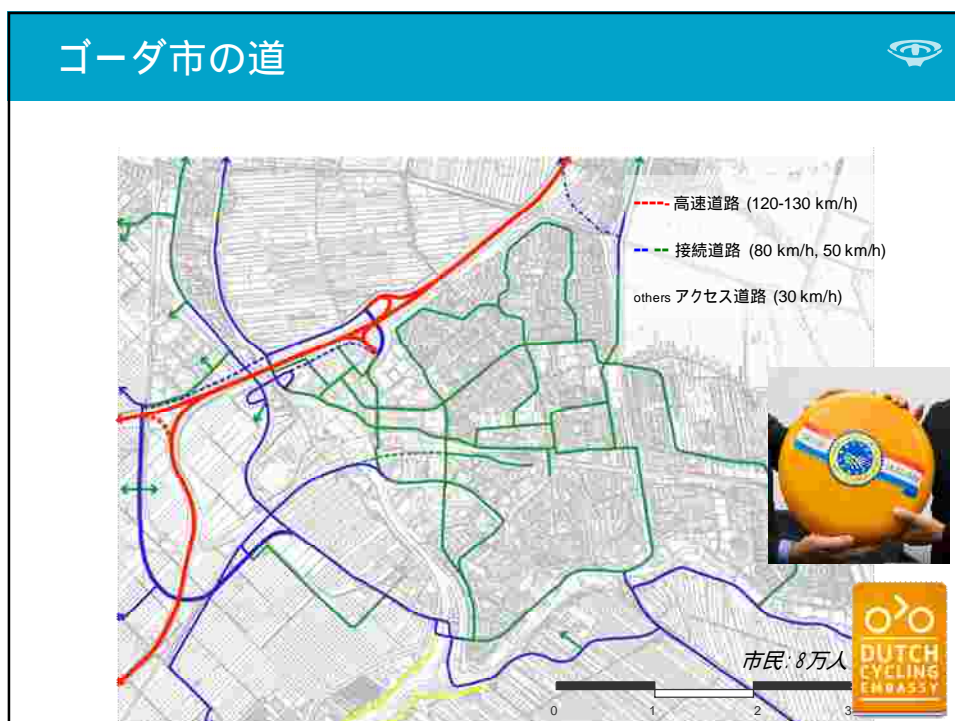 ゴーダ市の道
高速道路 (120-130 km/h)
接続道路 (80 km/h, 50 km/h)
others アクセス道路 (30 km/h)
市民: 8万人
0 1 2 3
DUTCH
CYCLING
EMBASSY